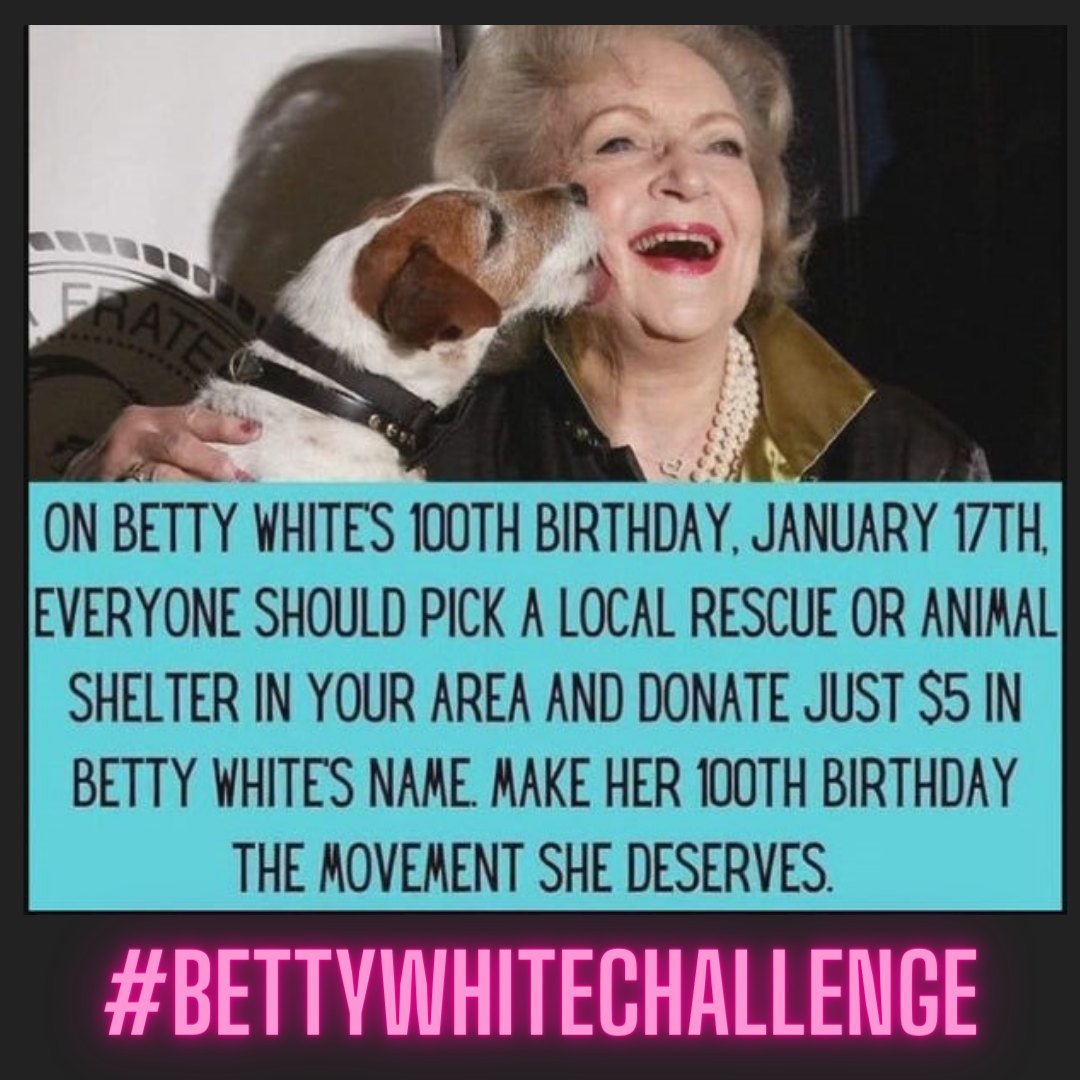 A FRATE
ON BETTY WHITE'S 100TH BIRTHDAY, JANUARY 17TH,
EVERYONE SHOULD PICK A LOCAL RESCUE OR ANIMAL
SHELTER IN YOUR AREA AND DONATE JUST $5 IN
BETTY WHITE'S NAME. MAKE HER 100TH BIRTHDAY
THE MOVEMENT SHE DESERVES.
#BETTYWHITECHALLENGE